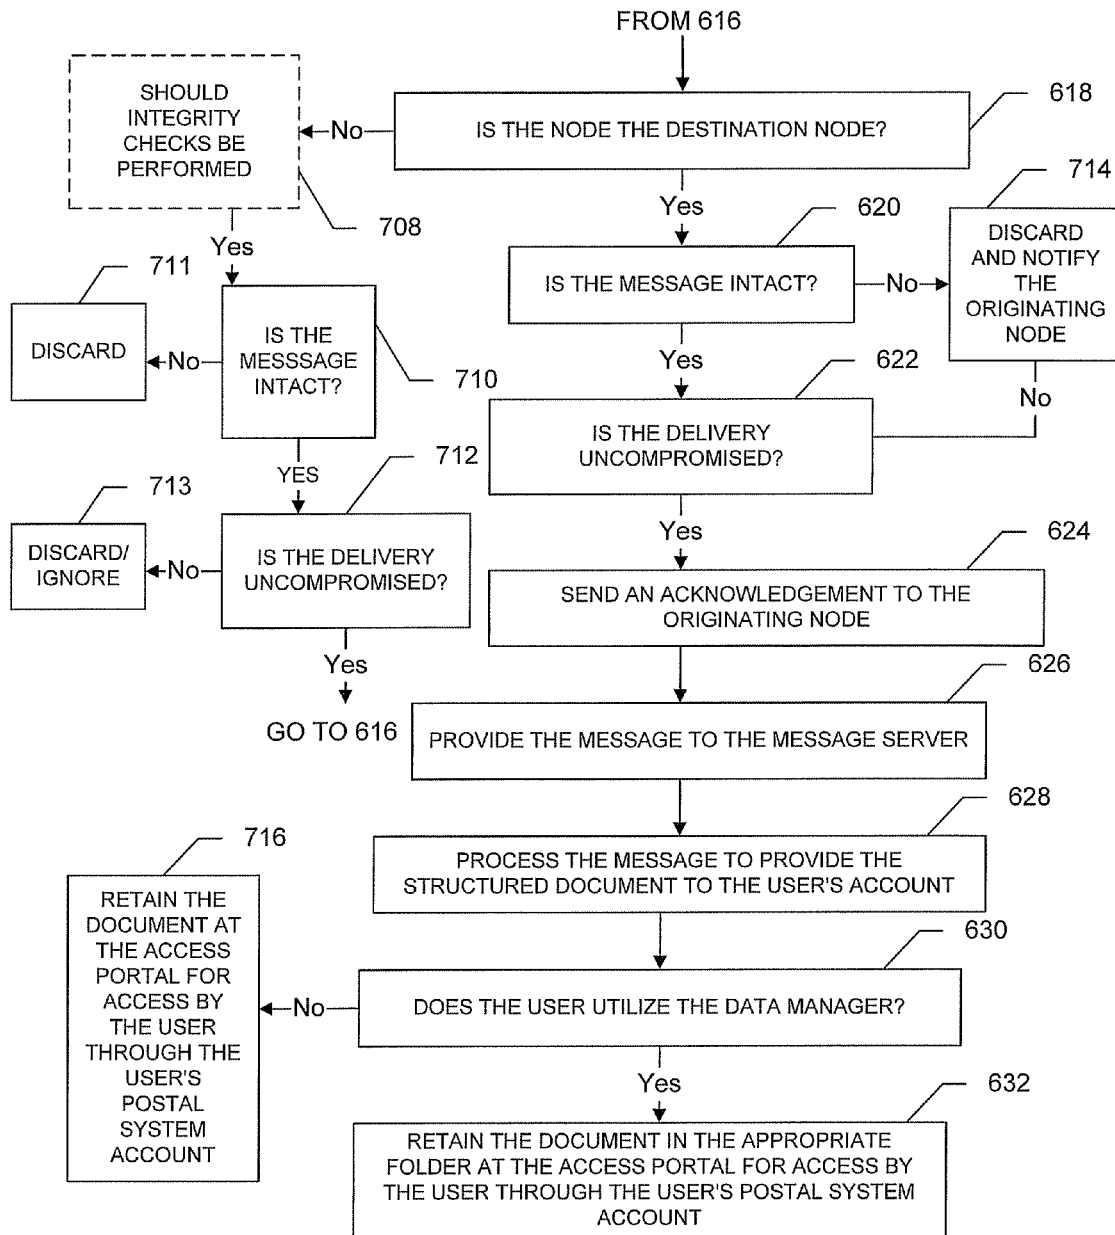 FROM 616
618
IS THE NODE THE DESTINATION NODE?
No
SHOULD
INTEGRITY
CHECKS BE
PERFORMED
708
Yes
714
DISCARD
AND NOTIFY
THE
ORIGINATING
NODE
620
Yes
IS THE MESSAGE INTACT?
No
711
DISCARD
No
IS THE
MESSSAGE
INTACT?
710
Yes
622
No
IS THE DELIVERY
UNCOMPROMISED?
YES
712
713
DISCARD/
IGNORE
No
IS THE DELIVERY
UNCOMPROMISED?
Yes
624
SEND AN ACKNOWLEDGEMENT TO THE
ORIGINATING NODE
Yes
GO TO 616
626
PROVIDE THE MESSAGE TO THE MESSAGE SERVER
628
PROCESS THE MESSAGE TO PROVIDE THE
STRUCTURED DOCUMENT TO THE USER'S ACCOUNT
716
RETAIN THE
DOCUMENT AT
THE ACCESS
PORTAL FOR
ACCESS BY
THE USER
THROUGH THE
USER'S
POSTAL
SYSTEM
ACCOUNT
630
DOES THE USER UTILIZE THE DATA MANAGER?
No
Yes
632
RETAIN THE DOCUMENT IN THE APPROPRIATE
FOLDER AT THE ACCESS PORTAL FOR ACCESS BY
THE USER THROUGH THE USER'S POSTAL SYSTEM
ACCOUNT